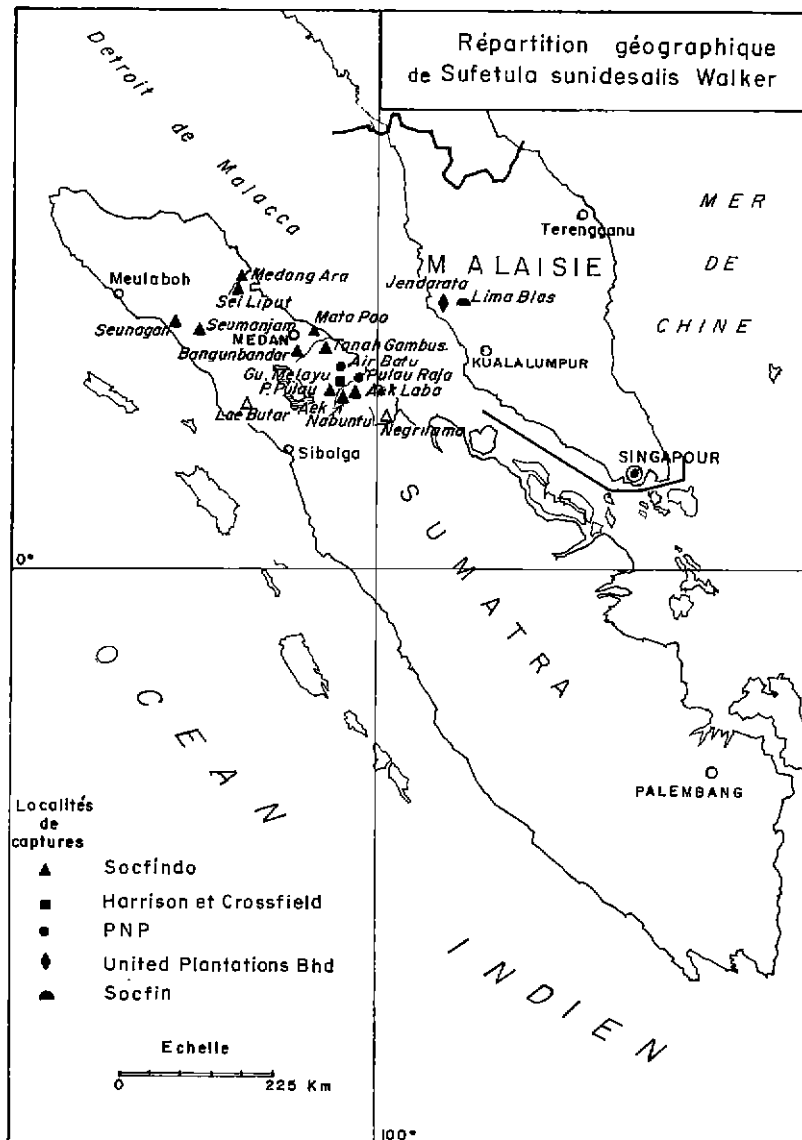 Répartition géographique
de Sufetula sunidesalis Walker
Detroit de Malacca
MER
DE
CHINE
Terengganu
MALAISIE
Meulaboh
Medang Ara
Sei Liput
Jendarata
Lima Blas
Seunagan
Seumanjam
Mata Pao
MEDAN
Tanah Gambus
Bangunbandar
Air Batu
KUALALUMPUR
Gu. Melayu
Pulau Raja
P. Pulau
Aek Laba
Lae Butar
Aek
Nabuntu
Negrilama
Sibolga
SINGAPOUR
SUMATRA
0°
OCEAN
INDIEN
PALEMBANG
Localités
de
captures
Socfindo
Harrison et Crossfield
PNP
United Plantations Bhd
Socfin
Echelle
0 225 Km
100°